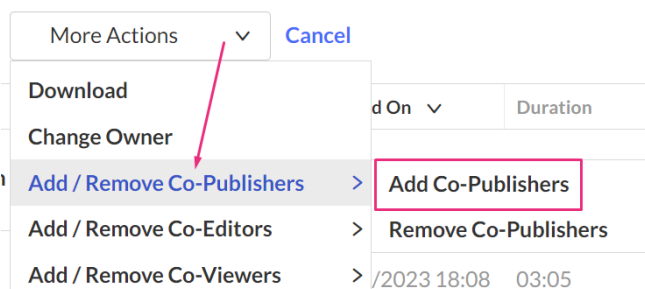 More Actions Cancel
Download
d On Duration
Change Owner
Add / Remove Co-Publishers > Add Co-Publishers
Add / Remove Co-Editors > Remove Co-Publishers
Add / Remove Co-Viewers > /2023 18:08 03:05